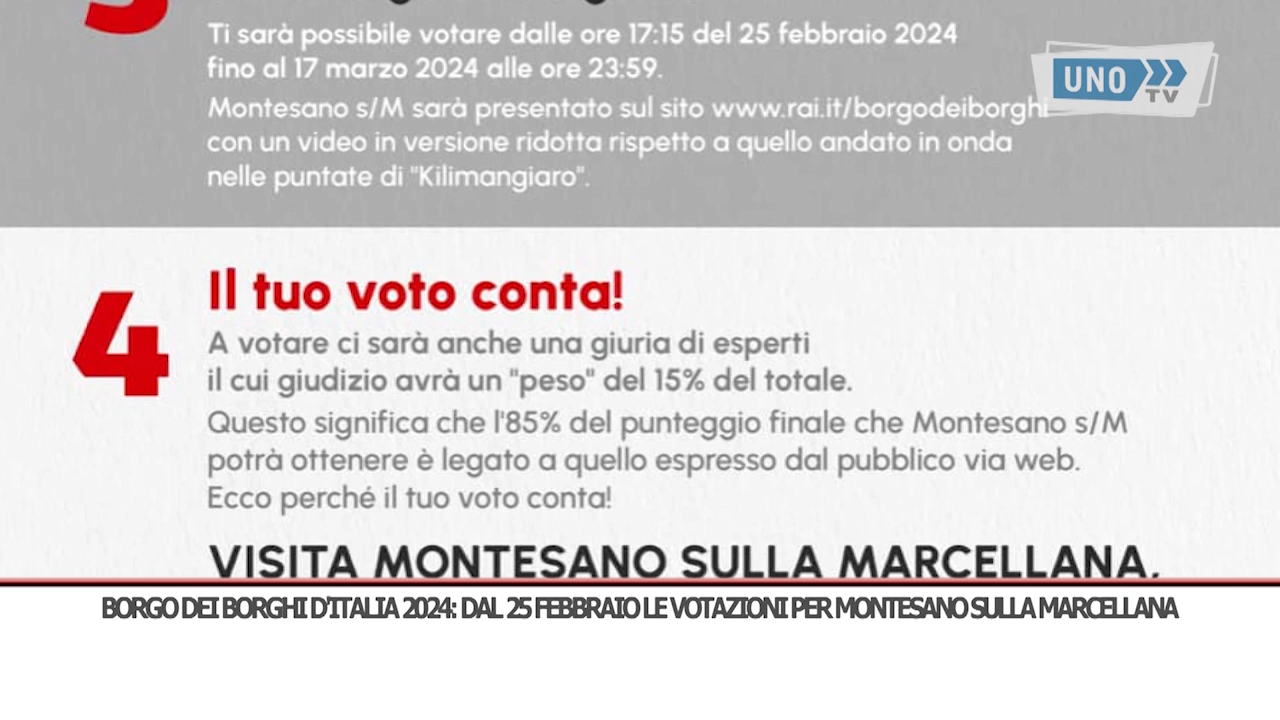 Ti sarà possibile votare dalle ore 17:15 del 25 febbraio 2024
fino al 17 marzo 2024 alle ore 23:59.
UNO
TV
Montesano s/M sarà presentato sul sito www.rai.it/borgodeiborghi
con un video in versione ridotta rispetto a quello andato in onda
nelle puntate di "Kilimangiaro".
4
Il tuo voto conta!
A votare ci sarà anche una giuria di esperti
il cui giudizio avrà un "peso" del 15% del totale.
Questo significa che l'85% del punteggio finale che Montesano s/M
potrà ottenere è legato a quello espresso dal pubblico via web.
Ecco perché il tuo voto conta!
VISITA MONTESANO SULLA MARCELLANA,
BORGO DEI BORGHI D'ITALIA 2024: DAL 25 FEBBRAIO LE VOTAZIONI PER MONTESANO SULLA MARCELLANA